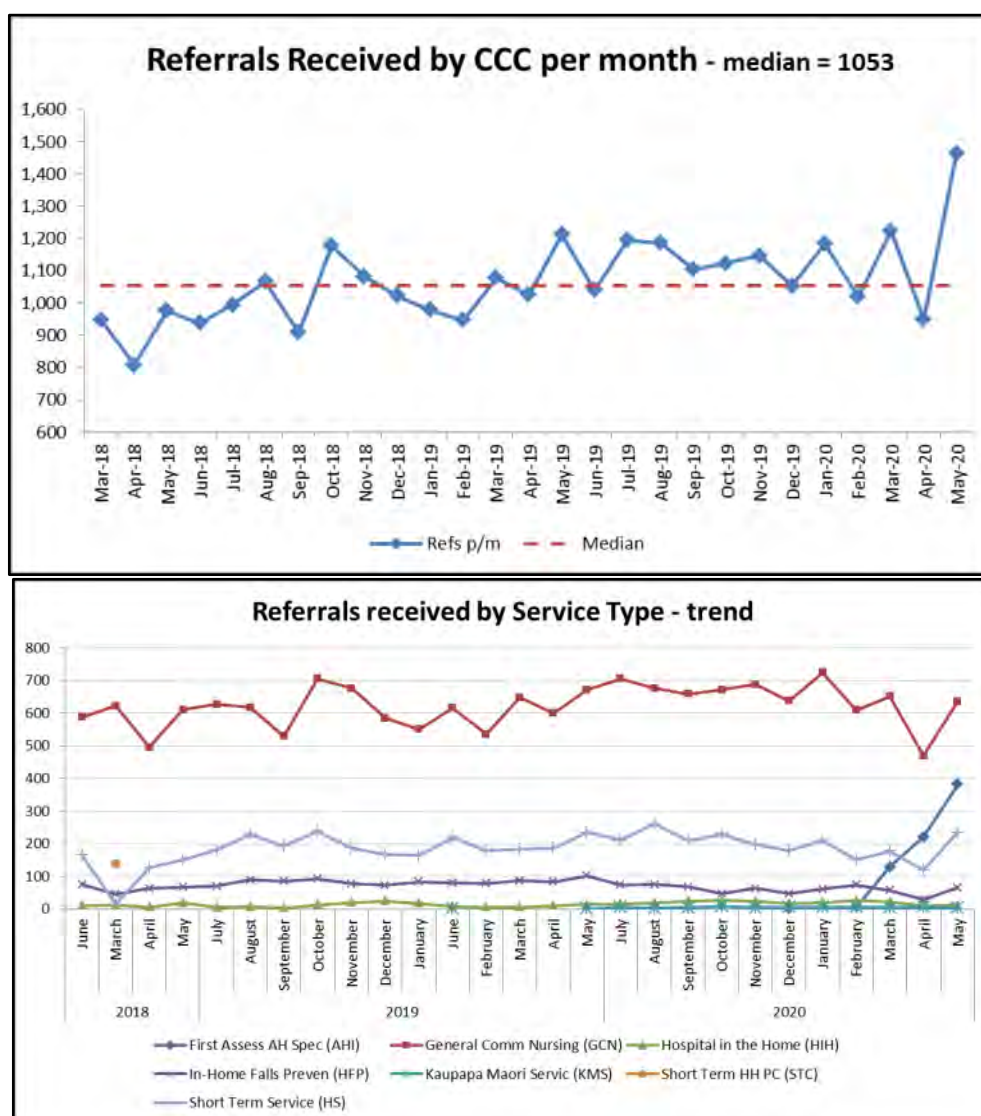 Referrals Received by CCC per month - median = 1053
1,600
1,500
1,400
1,300
1,200
1,100
1,000
900
800
700
600
Mar-18
Apr-18
May-18
Jun-18
Jul-18
Aug-18
Sep-18
Oct-18
Nov-18
Dec-18
Jan-19
Feb-19
Mar-19
Apr-19
May-19
Jun-19
Jul-19
Aug-19
Sep-19
Oct-19
Nov-19
Dec-19
Jan-20
Feb-20
Mar-20
Apr-20
May-20
Refs p/m Median
Referrals received by Service Type - trend
800
700
600
500
400
300
200
100
0
June
March
April
May
July
August
September
October
November
December
January
June
February
March
April
May
July
August
September
October
November
December
January
February
March
April
May
2018 2019 2020
First Assess AH Spec (AHI) General Comm Nursing (GCN) Hospital in the Home (HIH)
In-Home Falls Preven (HFP) Kaupapa Maori Servic (KMS) Short Term HH PC (STC)
Short Term Service (HS)